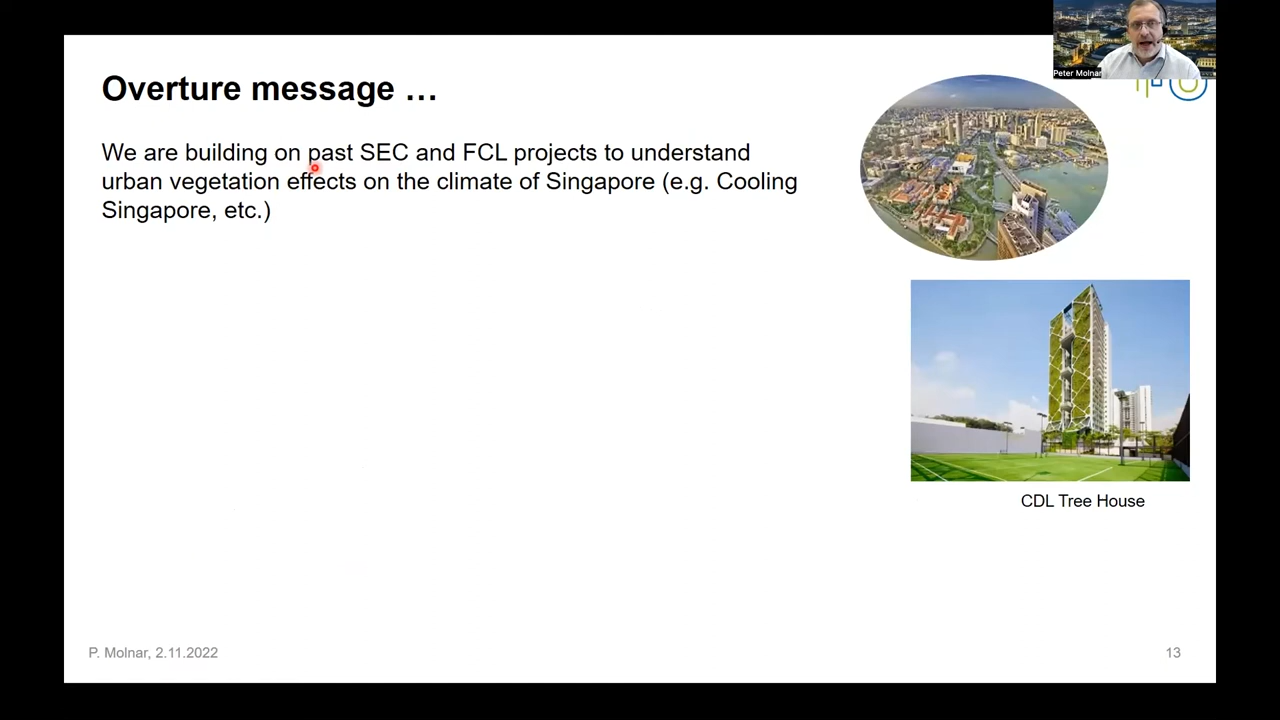 Overture message …
We are building on past SEC and FCL projects to understand
urban vegetation effects on the climate of Singapore (e.g. Cooling
Singapore, etc.)
Peter Molnar
CDL Tree House
P. Molnar, 2.11.2022
13